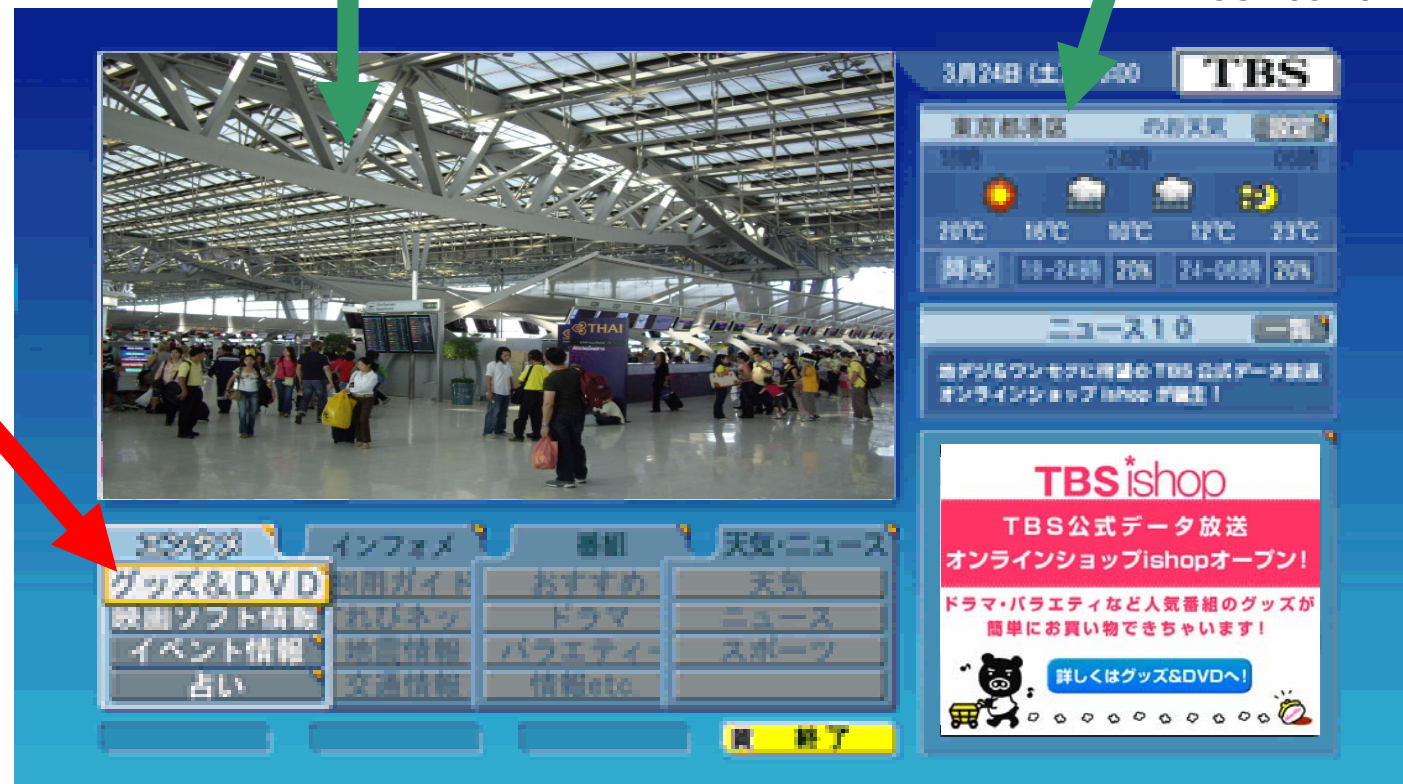 3月24日 (土)
TBS
東京都港区 のお天気
24時
20℃ 16℃ 10℃ 12℃ 23℃
降水 18-24時 20% 24-06時 20%
THAI
ニュース10
地デジ&ワンセグに待望のTBS公式データ放送
オンラインショップishopが誕生！
TBS ishop
TBS公式データ放送
オンラインショップishopオープン!
ドラマ・バラエティなど人気番組のグッズが
簡単にお買い物できちゃいます!
詳しくはグッズ&DVDへ!
エンタメ インフォメ 番組 天気・ニュース
グッズ&DVD 利用ガイド おすすめ 天気
映画ソフト情報 ドラマ ニュース
イベント情報 地震情報 バラエティー スポーツ
占い 交通情報 情報etc
終了